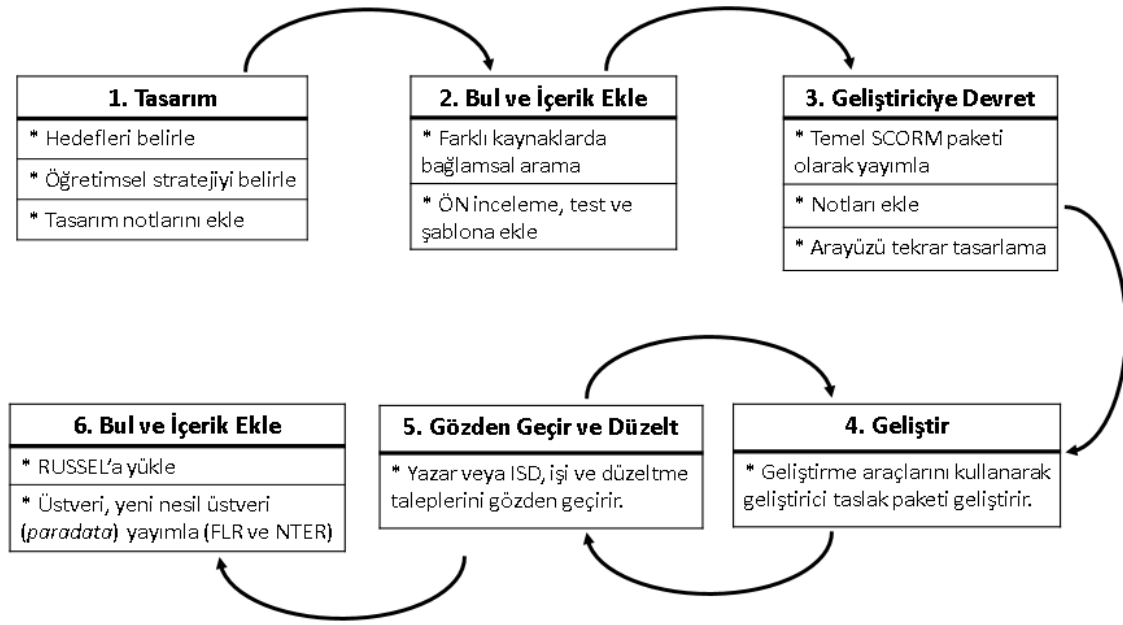 1. Tasarım
* Hedefleri belirle
* Öğretimsel stratejiyi belirle
* Tasarım notlarını ekle
2. Bul ve İçerik Ekle
* Farklı kaynaklarda
bağlamsal arama
* ÖN inceleme, test ve
şablona ekle
3. Geliştiriciye Devret
* Temel SCORM paketi
olarak yayımla
* Notları ekle
* Arayüzü tekrar tasarlama
6. Bul ve İçerik Ekle
* RUSSEL'a yükle
* Üstveri, yeni nesil üstveri
(paradata) yayımla (FLR ve NTER)
5. Gözden Geçir ve Düzelt
* Yazar veya ISD, işi ve düzeltme
taleplerini gözden geçirir.
4. Geliştir
* Geliştirme araçlarını kullanarak
geliştirici taslak paketi geliştirir.